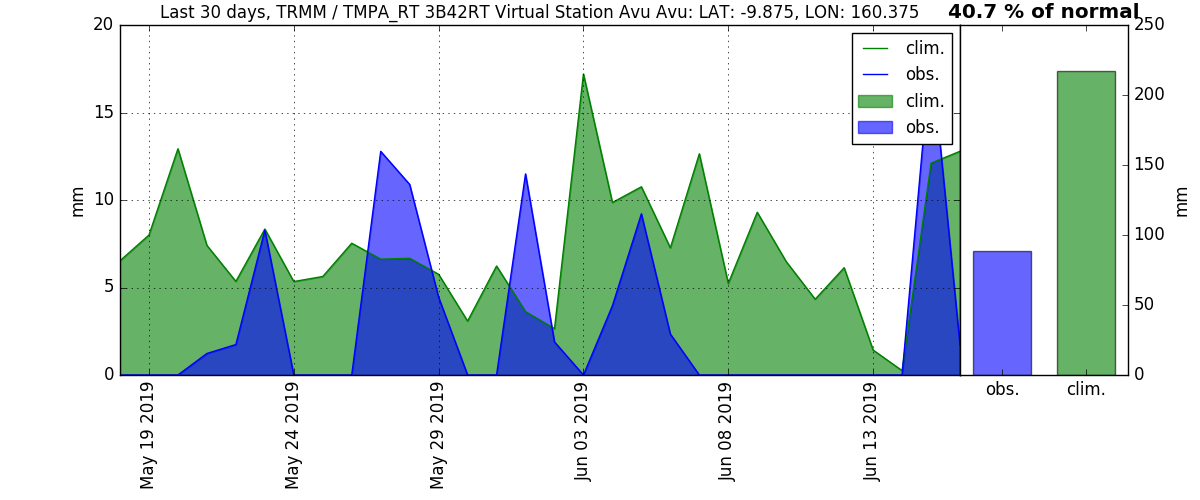 Last 30 days, TRMM / TMPA_RT 3B42RT Virtual Station Avu Avu: LAT: -9.875, LON: 160.375
40.7 % of normal
20
15
10
5
0
mm
clim.
obs.
clim.
obs.
250
200
150
100
50
0
mm
May 19 2019
May 24 2019
May 29 2019
Jun 03 2019
Jun 08 2019
Jun 13 2019
obs.
clim.